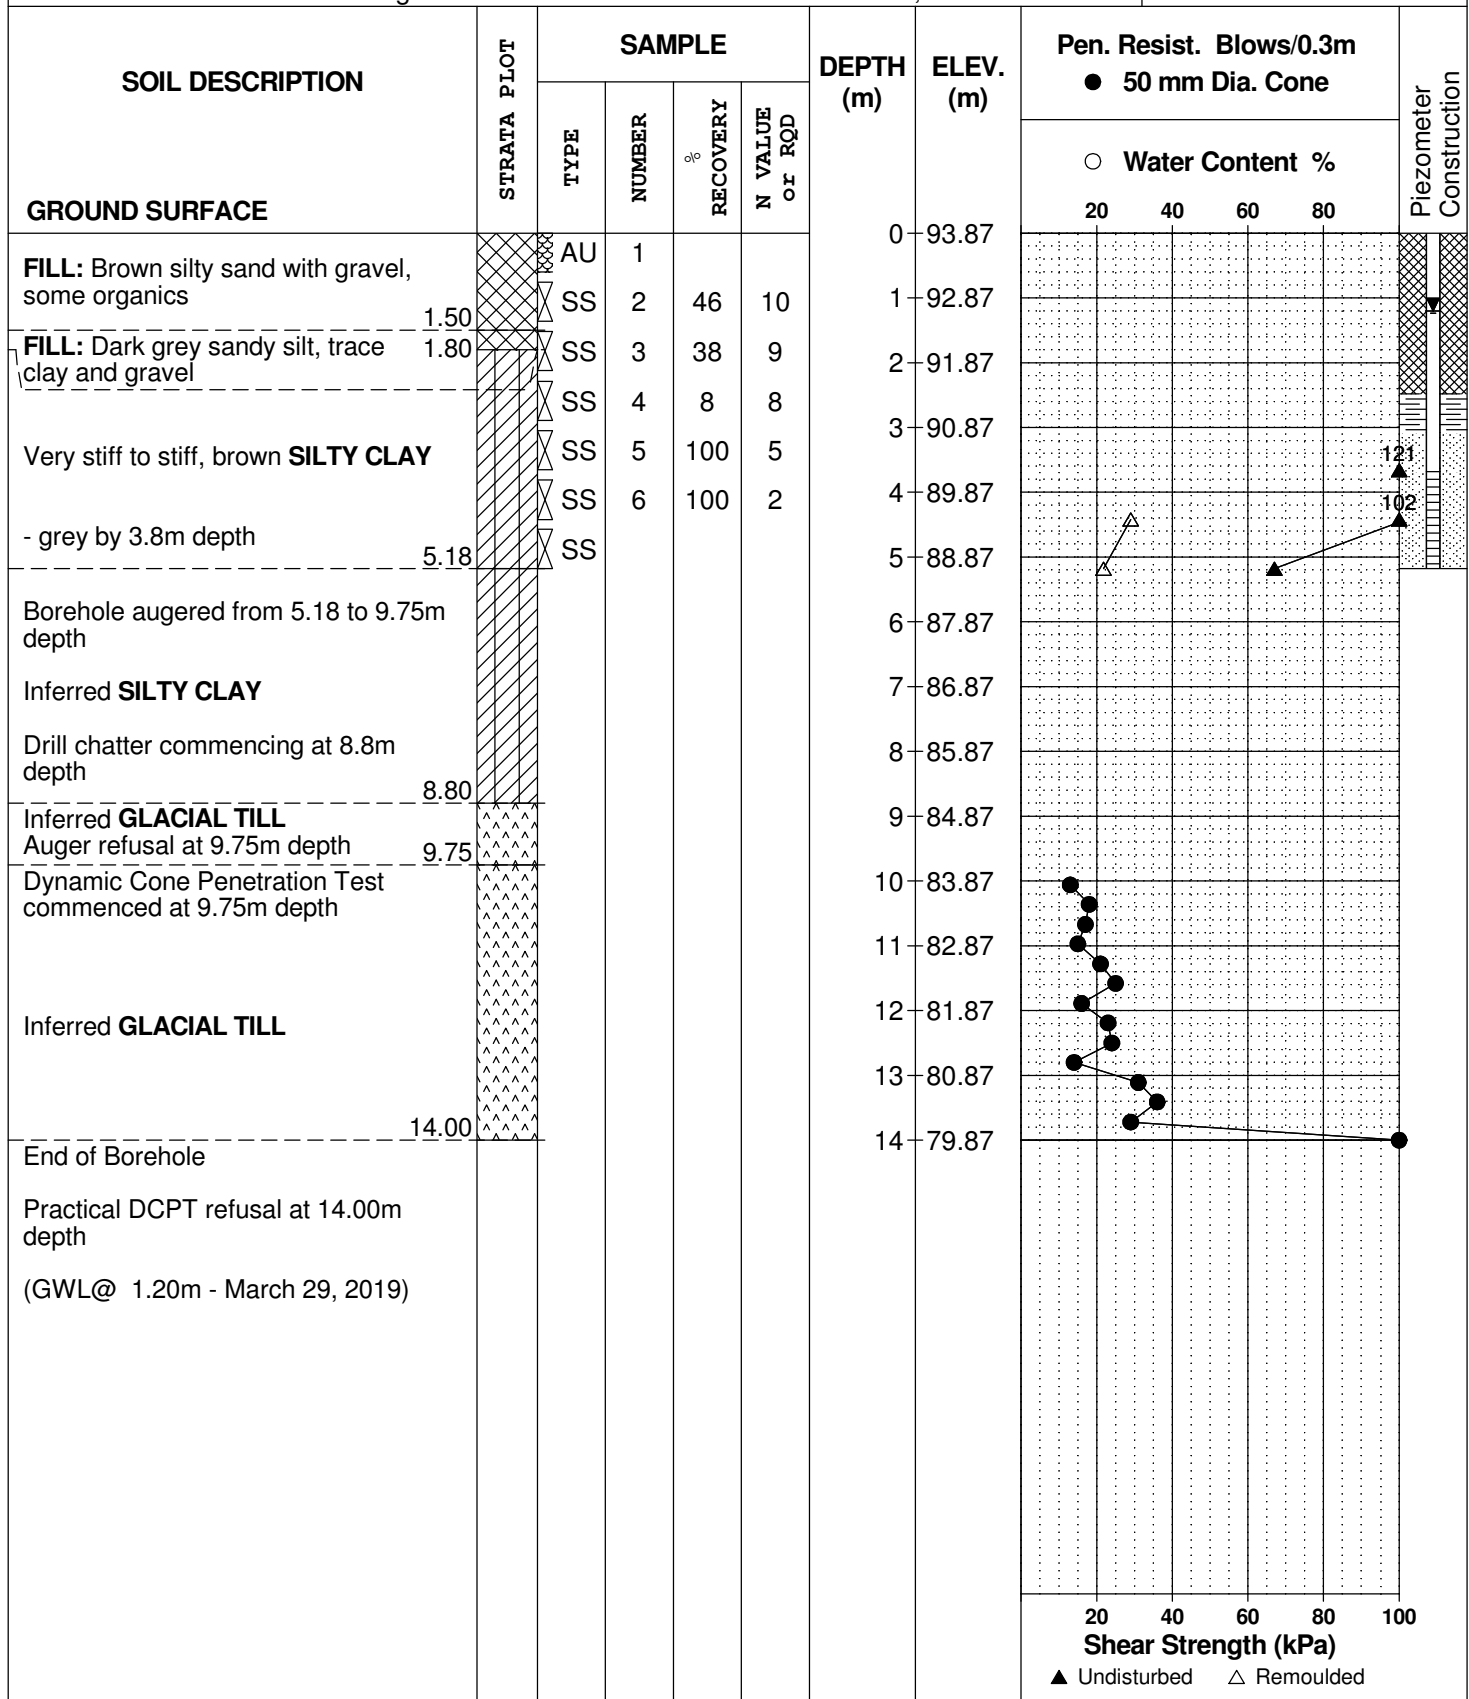 SOIL DESCRIPTION
GROUND SURFACE
STRATA PLOT
SAMPLE
TYPE
NUMBER
% RECOVERY
N VALUE or RQD
DEPTH (m)
ELEV. (m)
Pen. Resist. Blows/0.3m
● 50 mm Dia. Cone
○ Water Content %
20 40 60 80
Piezometer Construction
0 93.87
FILL: Brown silty sand with gravel,
some organics
1.50
AU 1
SS 2 46 10
1 92.87
FILL: Dark grey sandy silt, trace
clay and gravel
1.80
SS 3 38 9
2 91.87
SS 4 8 8
3 90.87
Very stiff to stiff, brown SILTY CLAY
SS 5 100 5
121
4 89.87
SS 6 100 2
102
- grey by 3.8m depth
5.18
SS
5 88.87
Borehole augered from 5.18 to 9.75m
depth
6 87.87
Inferred SILTY CLAY
7 86.87
Drill chatter commencing at 8.8m
depth
8.80
8 85.87
Inferred GLACIAL TILL
9 84.87
Auger refusal at 9.75m depth
9.75
Dynamic Cone Penetration Test
commenced at 9.75m depth
10 83.87
11 82.87
Inferred GLACIAL TILL
12 81.87
13 80.87
14.00
14 79.87
End of Borehole
Practical DCPT refusal at 14.00m
depth
(GWL@ 1.20m - March 29, 2019)
20 40 60 80 100
Shear Strength (kPa)
▲ Undisturbed △ Remoulded